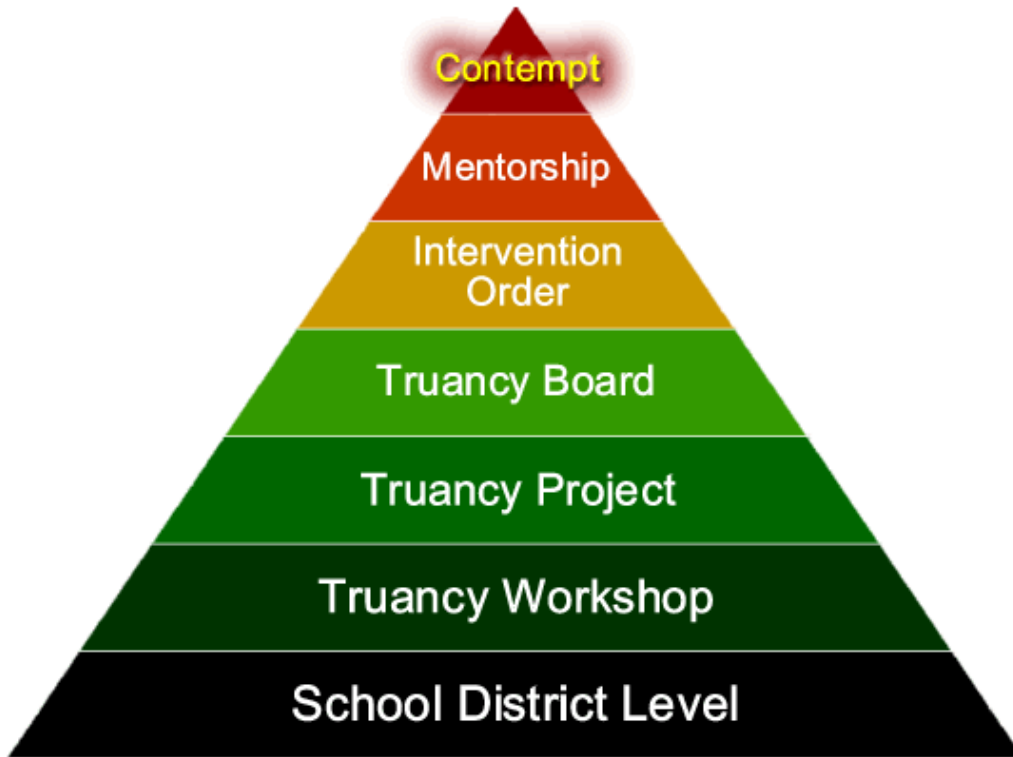 Contempt
Mentorship
Intervention
Order
Truancy Board
Truancy Project
Truancy Workshop
School District Level